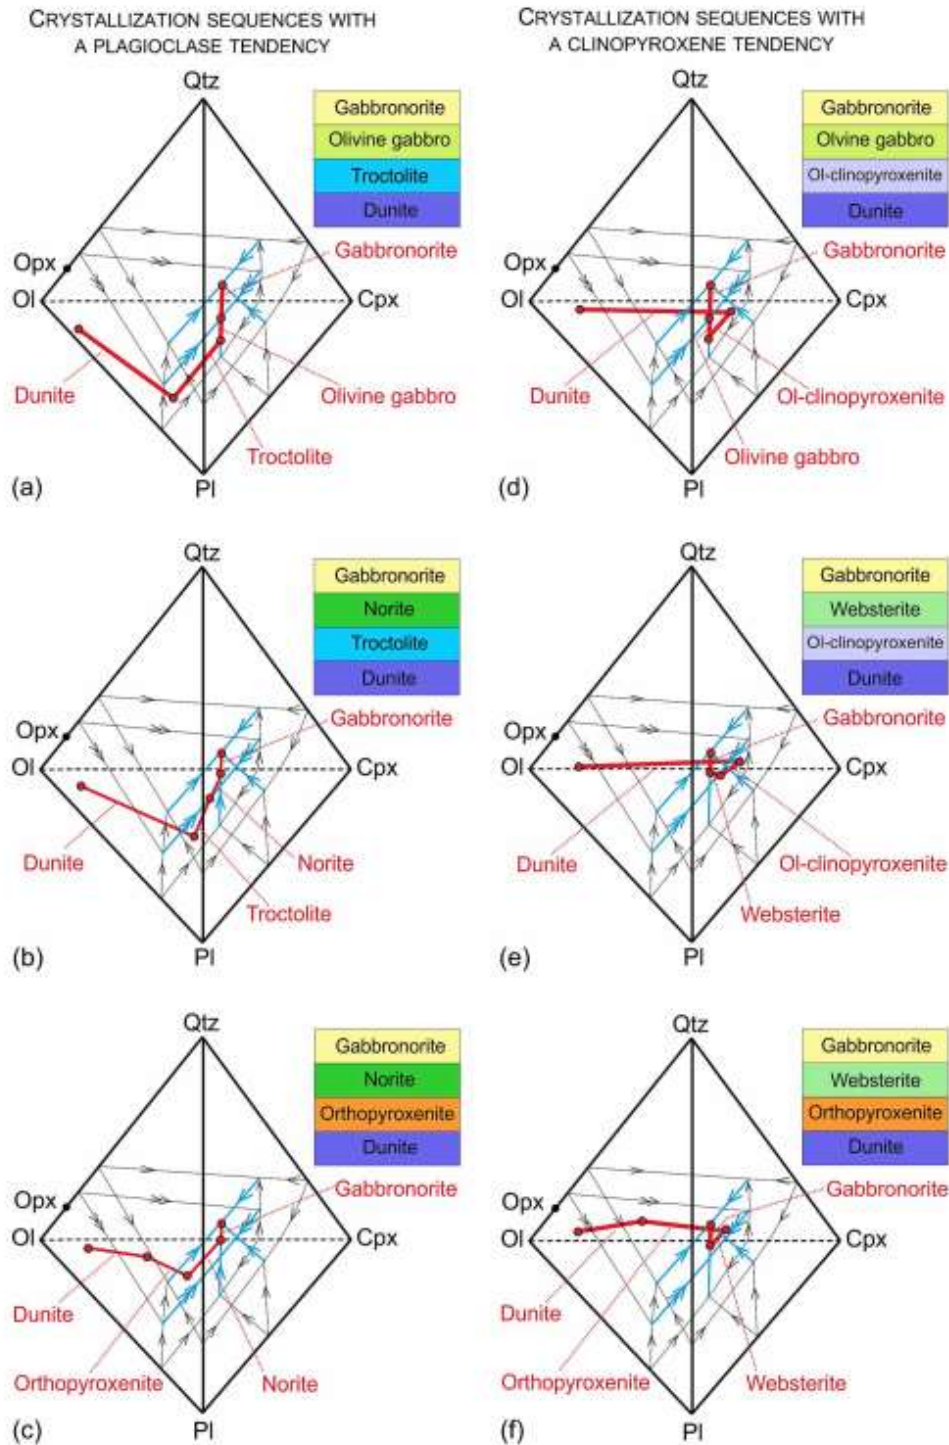 CRYSTALLIZATION SEQUENCES WITH
A PLAGIOCLASE TENDENCY
Qtz
Gabbronorite
Olivine gabbro
Troctolite
Dunite
Opx
Gabbronorite
Ol
Cpx
Dunite
Olivine gabbro
Troctolite
(a)
Pl
Qtz
Gabbronorite
Norite
Troctolite
Dunite
Opx
Gabbronorite
Ol
Cpx
Dunite
Norite
Troctolite
(b)
Pl
Qtz
Gabbronorite
Norite
Orthopyroxenite
Dunite
Opx
Gabbronorite
Ol
Cpx
Dunite
Orthopyroxenite
Norite
(c)
Pl
CRYSTALLIZATION SEQUENCES WITH
A CLINOPYROXENE TENDENCY
Qtz
Gabbronorite
Olvine gabbro
Ol-clinopyroxenite
Dunite
Opx
Gabbronorite
Ol
Cpx
Dunite
Ol-clinopyroxenite
Olivine gabbro
(d)
Pl
Qtz
Gabbronorite
Websterite
Ol-clinopyroxenite
Dunite
Opx
Gabbronorite
Ol
Cpx
Dunite
Ol-clinopyroxenite
Websterite
(e)
Pl
Qtz
Gabbronorite
Websterite
Orthopyroxenite
Dunite
Opx
Gabbronorite
Ol
Cpx
Dunite
Orthopyroxenite
Websterite
(f)
Pl